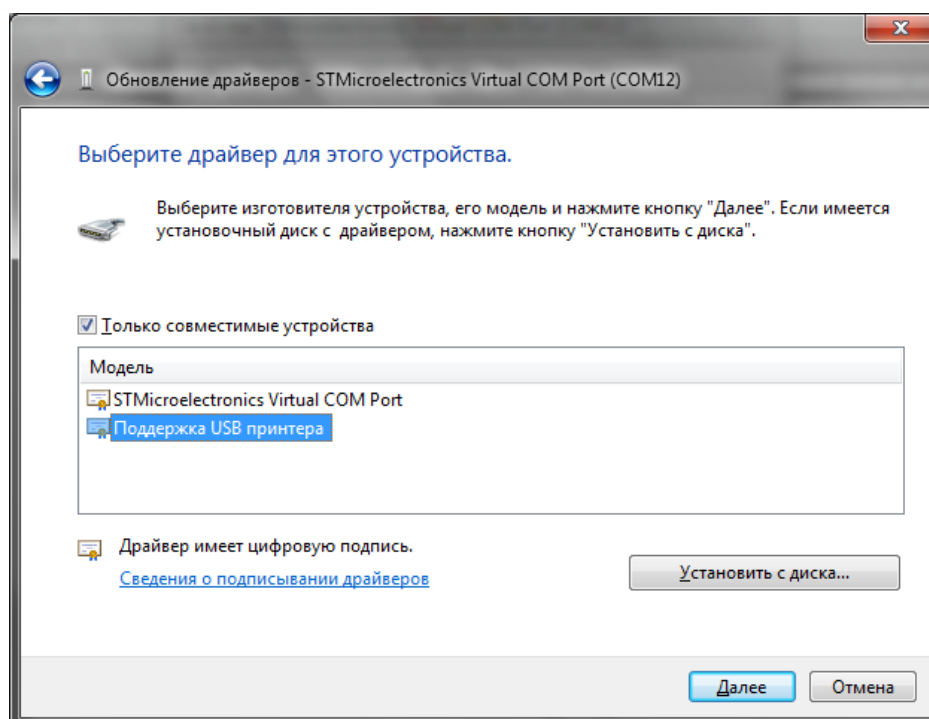 Обновление драйверов - STMicroelectronics Virtual COM Port (COM12)
Выберите драйвер для этого устройства.
Выберите изготовителя устройства, его модель и нажмите кнопку "Далее". Если имеется
установочный диск с драйвером, нажмите кнопку "Установить с диска".
Только совместимые устройства
Модель
STMicroelectronics Virtual COM Port
Поддержка USB принтера
Драйвер имеет цифровую подпись.
Сведения о подписывании драйверов
Установить с диска...
Далее
Отмена